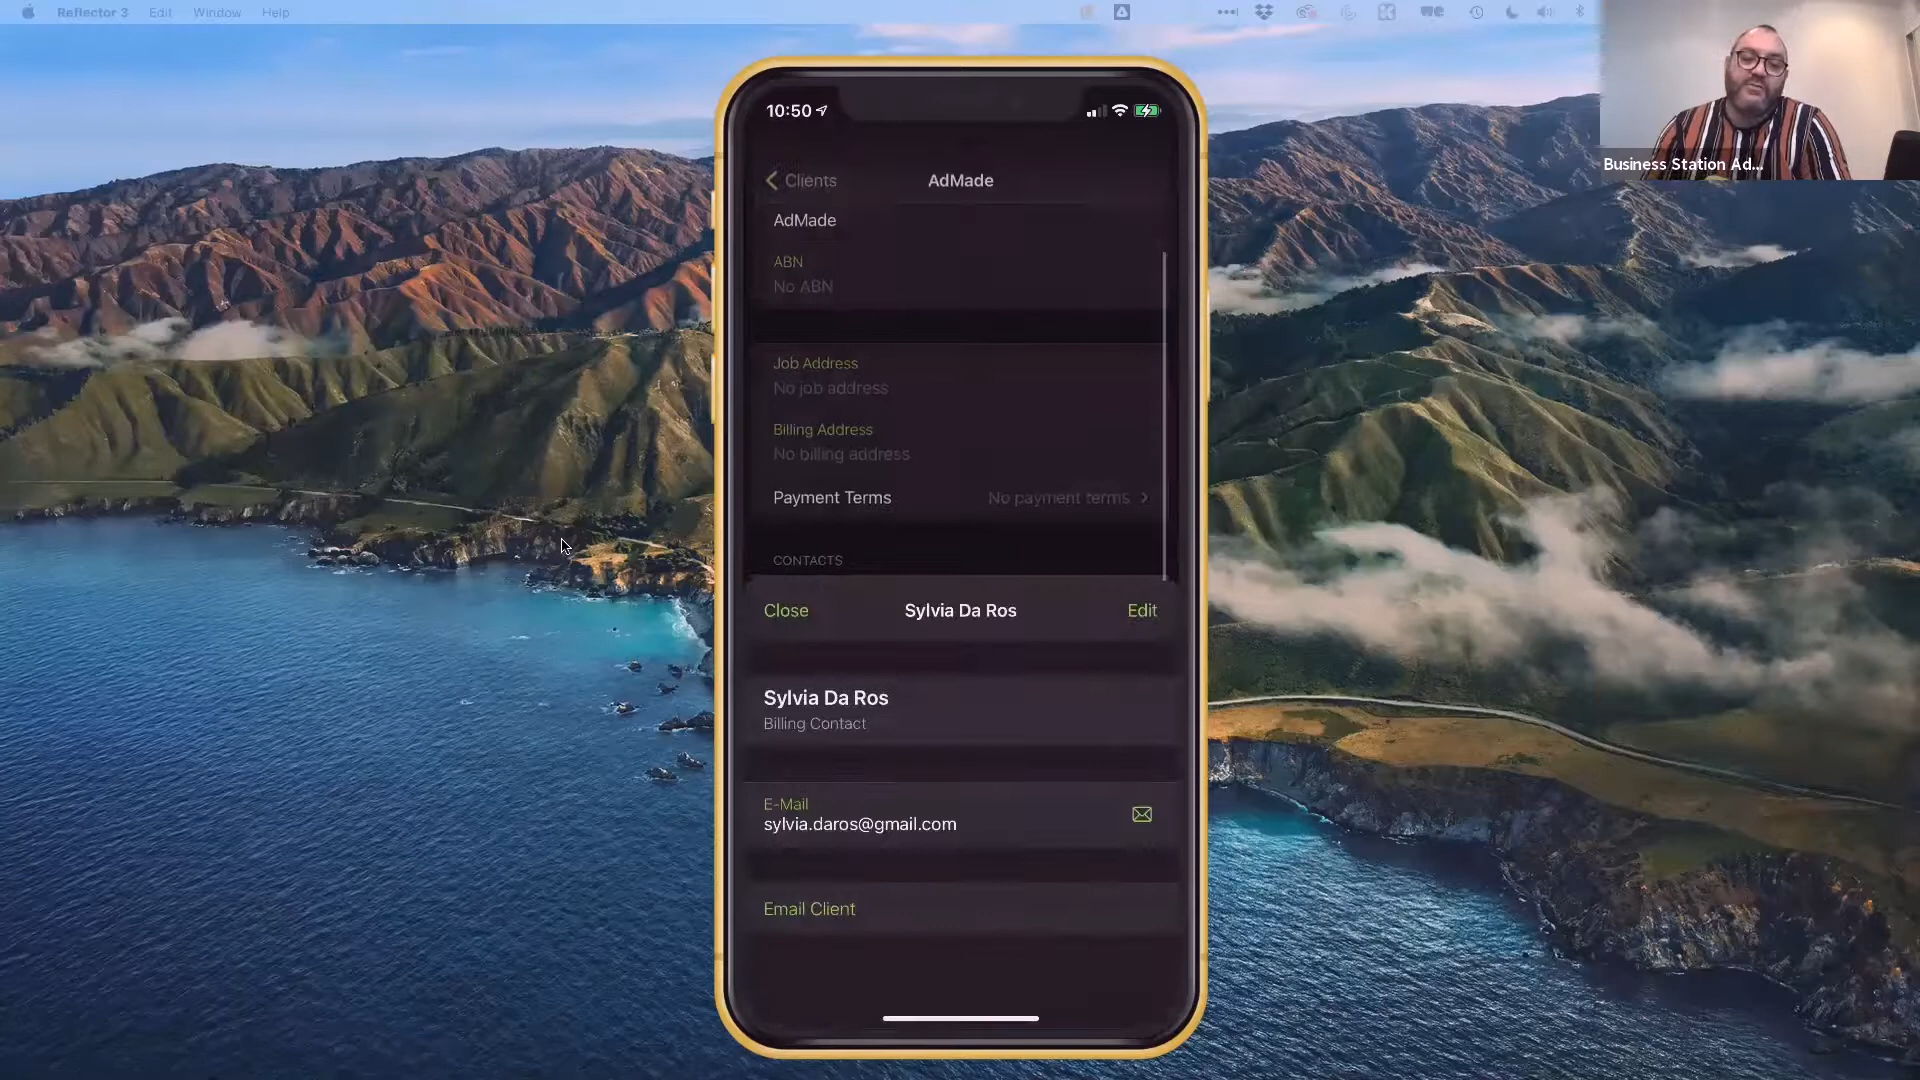 Reflector 3 Edit Window Help
Business Station Ad...
10:50
Clients
AdMade
AdMade
ABN
No ABN
Job Address
No job address
Billing Address
No billing address
Payment Terms
No payment terms
CONTACTS
Close
Sylvia Da Ros
Edit
Sylvia Da Ros
Billing Contact
E-Mail
sylvia.daros@gmail.com
Email Client